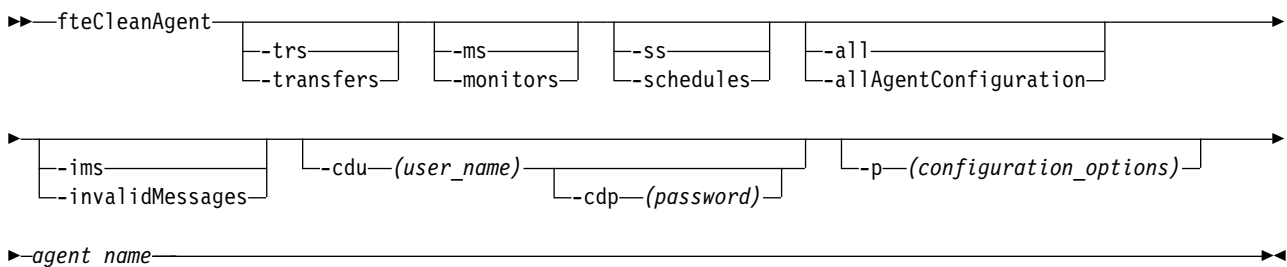 fteCleanAgent
-trs -ms -ss -all
-transfers -monitors -schedules -allAgentConfiguration
-ims -cdu (user_name) -p (configuration_options)
-invalidMessages -cdp (password)
agent name